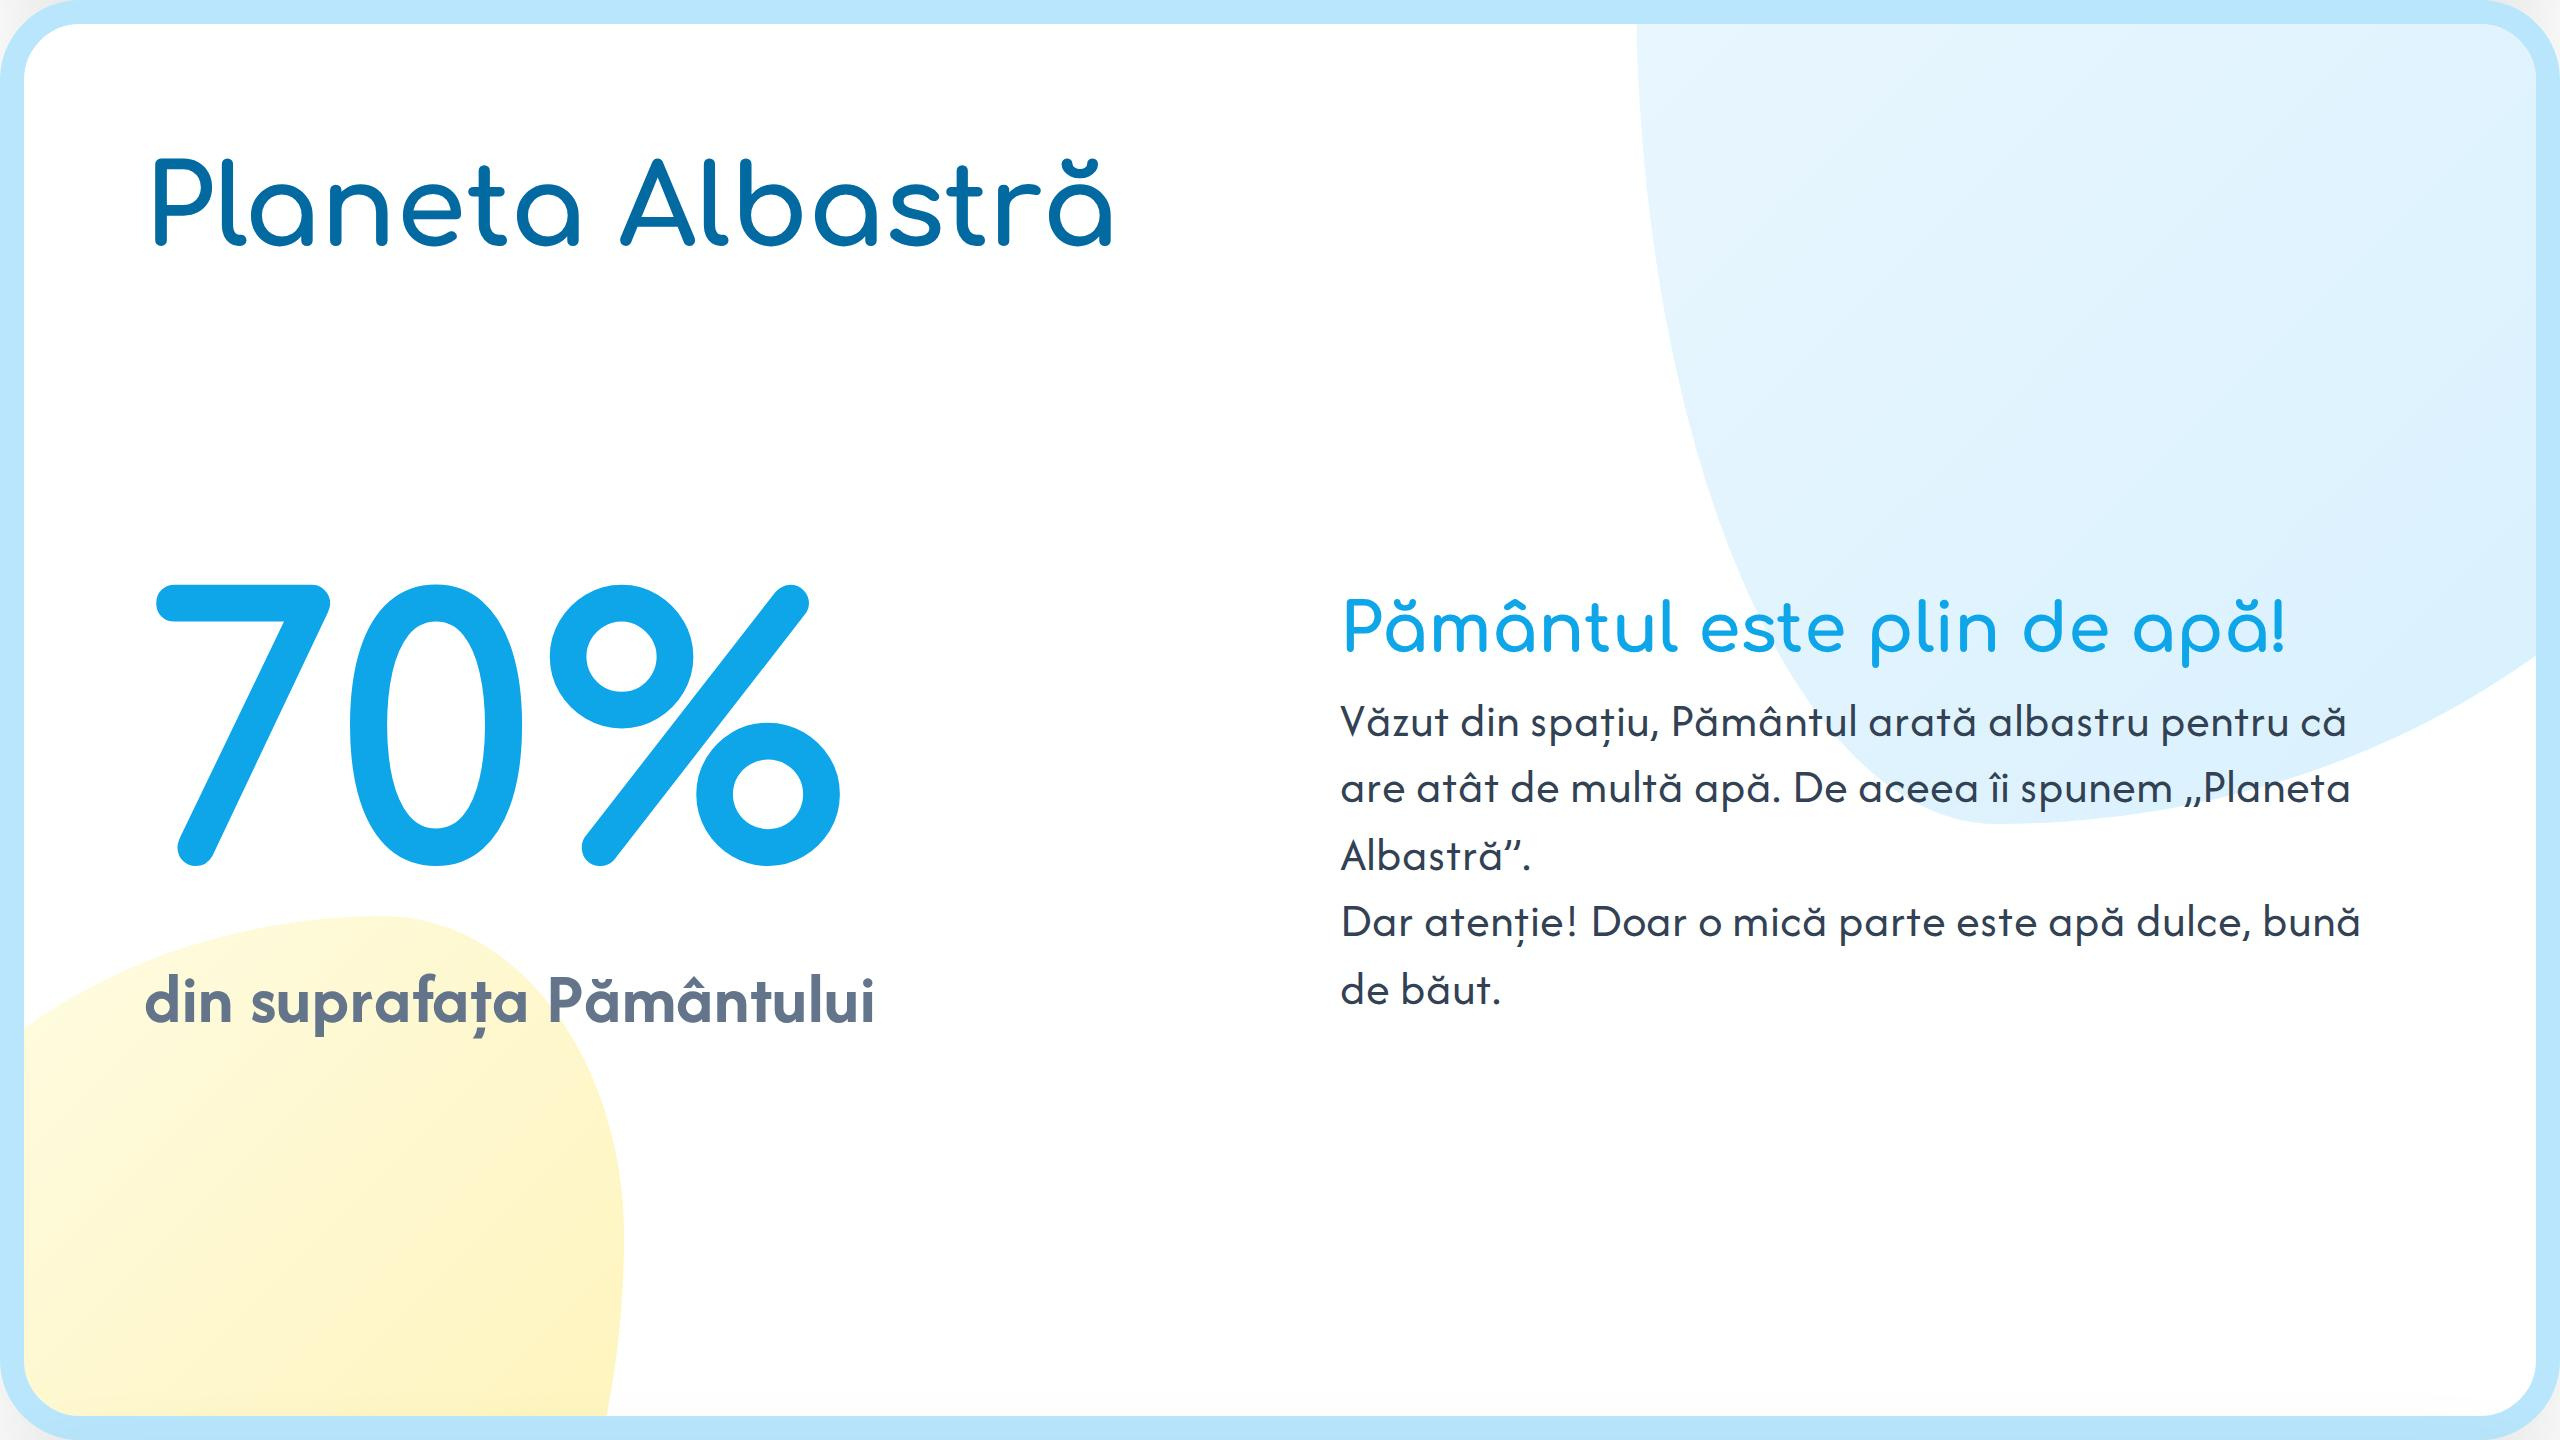 Planeta Albastră
70%
din suprafața Pământului
Pământul este plin de apă!
Văzut din spațiu, Pământul arată albastru pentru că
are atât de multă apă. De aceea îi spunem „Planeta
Albastră”.
Dar atenție! Doar o mică parte este apă dulce, bună
de băut.